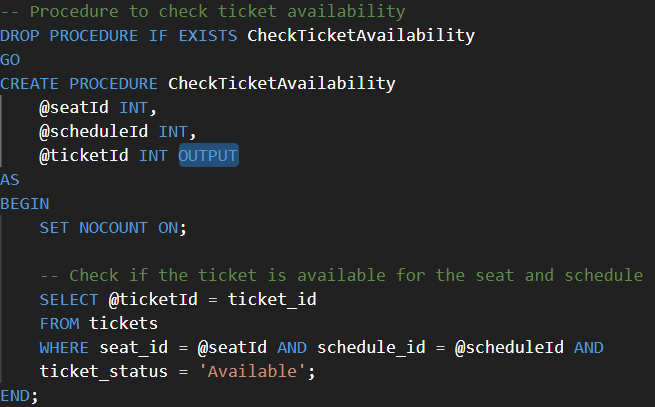 -- Procedure to check ticket availability
DROP PROCEDURE IF EXISTS CheckTicketAvailability
GO
CREATE PROCEDURE CheckTicketAvailability
    @seatId INT,
    @scheduleId INT,
    @ticketId INT OUTPUT
AS
BEGIN
    SET NOCOUNT ON;

    -- Check if the ticket is available for the seat and schedule
    SELECT @ticketId = ticket_id
    FROM tickets
    WHERE seat_id = @seatId AND schedule_id = @scheduleId AND
    ticket_status = 'Available';
END;